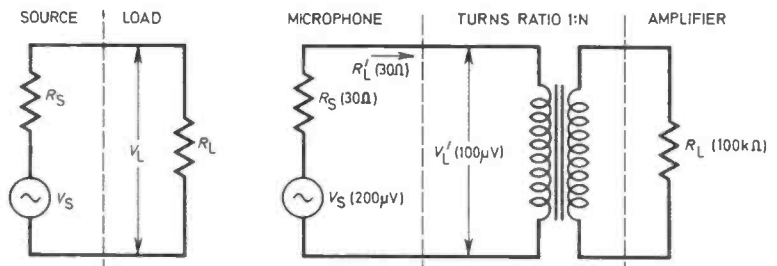 SOURCE LOAD
R_S
V_L
R_L
V_S
MICROPHONE TURNS RATIO 1:N AMPLIFIER
R_L' (30Ω)
R_S (30Ω)
V_L' (100μV)
R_L (100kΩ)
V_S (200μV)